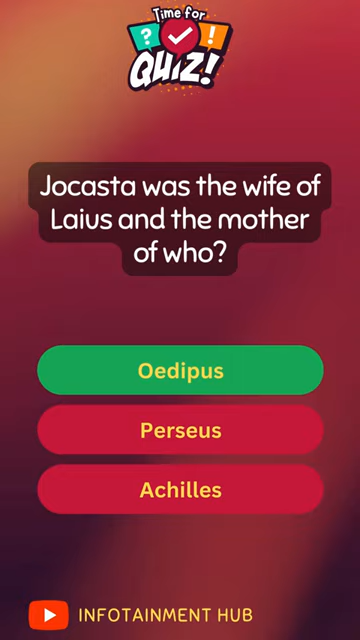 Time for
? !
QUIZ!
Jocasta was the wife of
Laius and the mother
of who?
Oedipus
Perseus
Achilles
INFOTAINMENT HUB